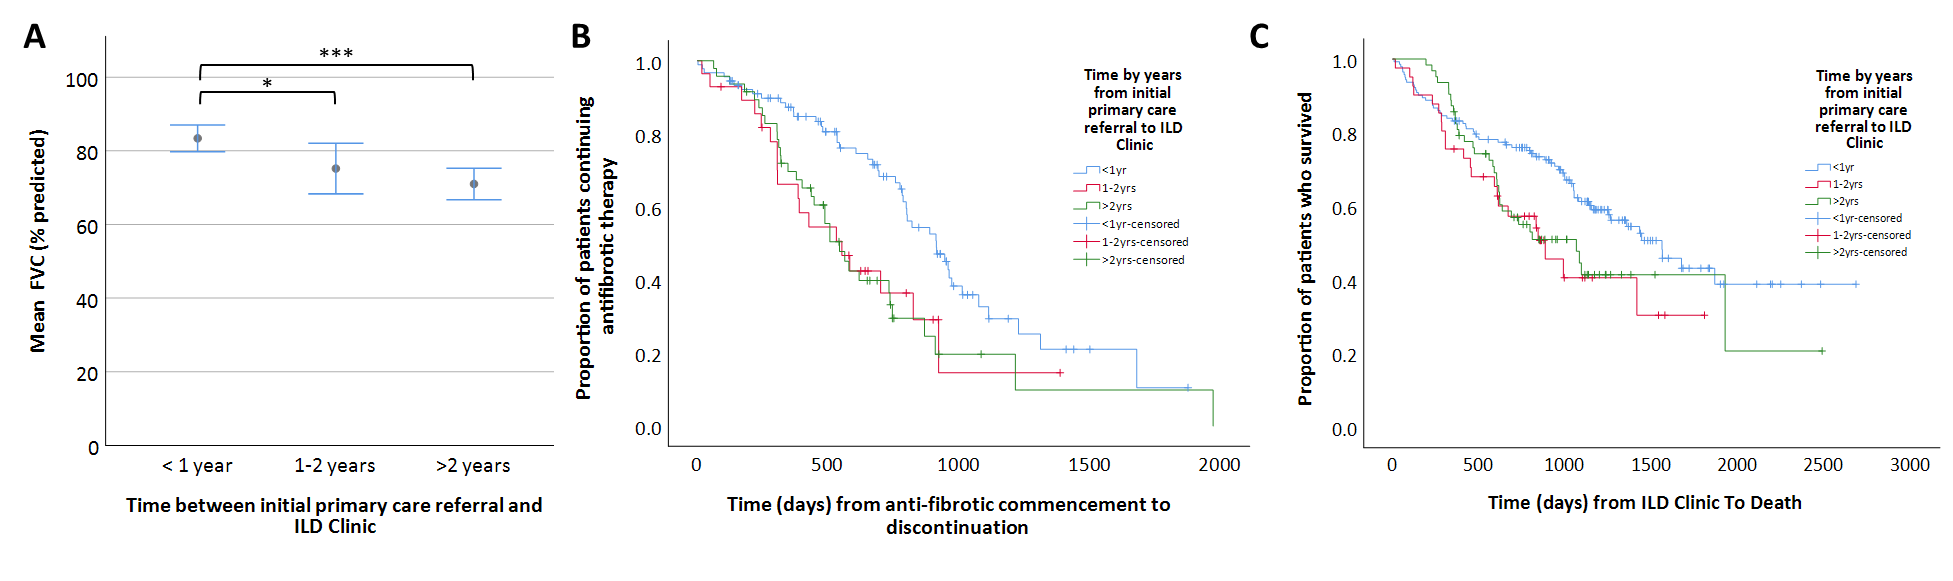 A
***
*
100
80
60
40
20
0
Mean FVC (% predicted)
< 1 year
1-2 years
>2 years
Time between initial primary care referral and
ILD Clinic
B
1.0
0.8
0.6
0.4
0.2
0.0
Proportion of patients continuing
antifibrotic therapy
Time by years
from initial
primary care
referral to ILD
Clinic
<1yr
1-2yrs
>2yrs
<1yr-censored
1-2yrs-censored
>2yrs-censored
0
500
1000
1500
2000
Time (days) from anti-fibrotic commencement to
discontinuation
C
1.0
0.8
0.6
0.4
0.2
0.0
Proportion of patients who survived
Time by years
from initial
primary care
referral to ILD
Clinic
<1yr
1-2yrs
>2yrs
<1yr-censored
1-2yrs-censored
>2yrs-censored
0
500
1000
1500
2000
2500
3000
Time (days) from ILD Clinic To Death